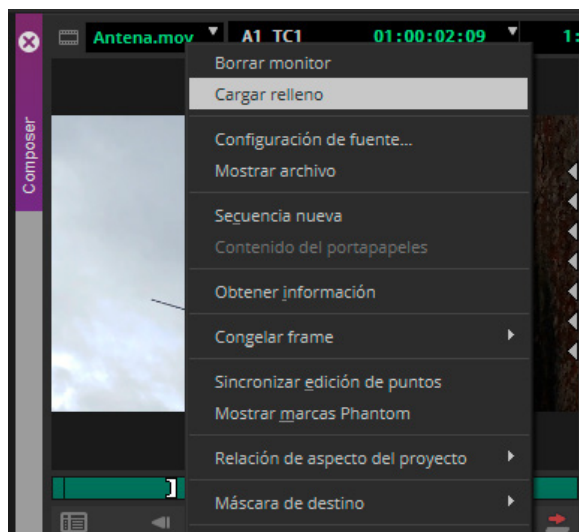 Antena.mov A1 TC1 01:00:02:09 1:
Composer
Borrar monitor
Cargar relleno
Configuración de fuente...
Mostrar archivo
Secuencia nueva
Contenido del portapapeles
Obtener información
Congelar frame
Sincronizar edición de puntos
Mostrar marcas Phantom
Relación de aspecto del proyecto
Máscara de destino